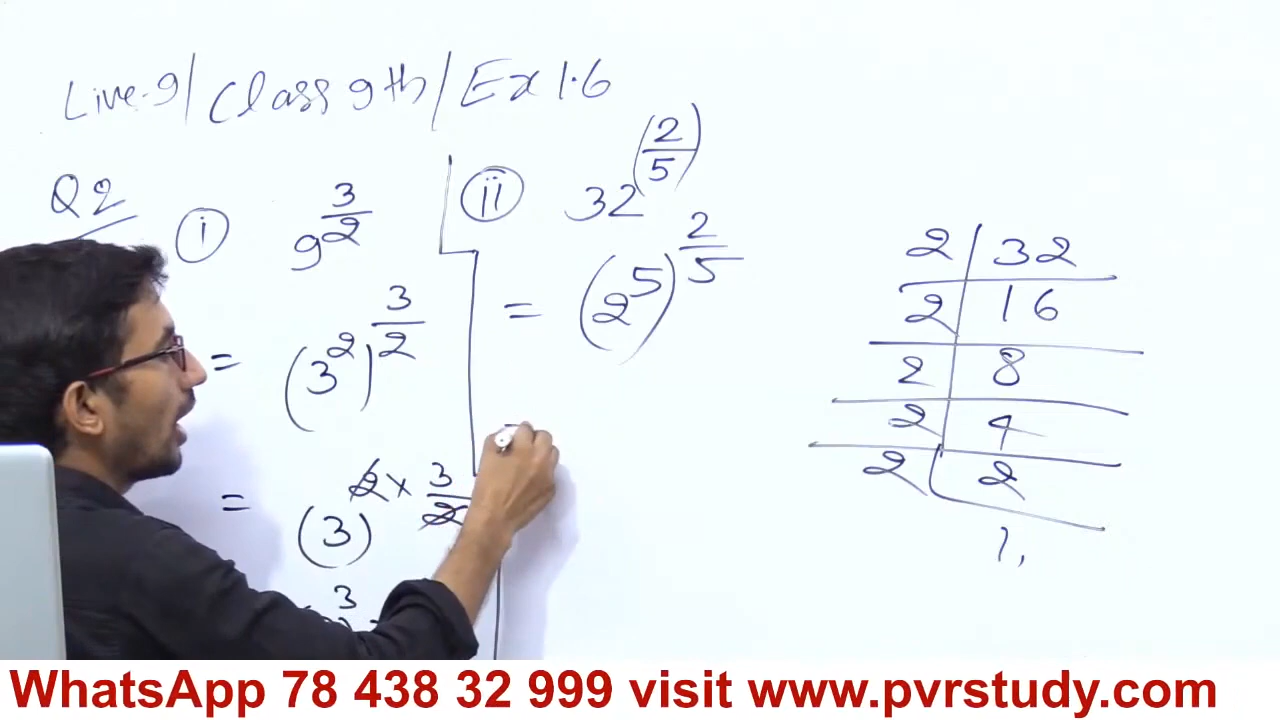 Live-9/ Class 9th/ Ex 1.6
Q2
i 9^(3/2)
= (3^2)^(3/2)
= (3)^(2 × 3/2)
3
ii 32^(2/5)
= (2^5)^(2/5)
2 | 32
2 | 16
2 | 8
2 | 4
2 | 2
1,
WhatsApp 78 438 32 999 visit www.pvrstudy.com